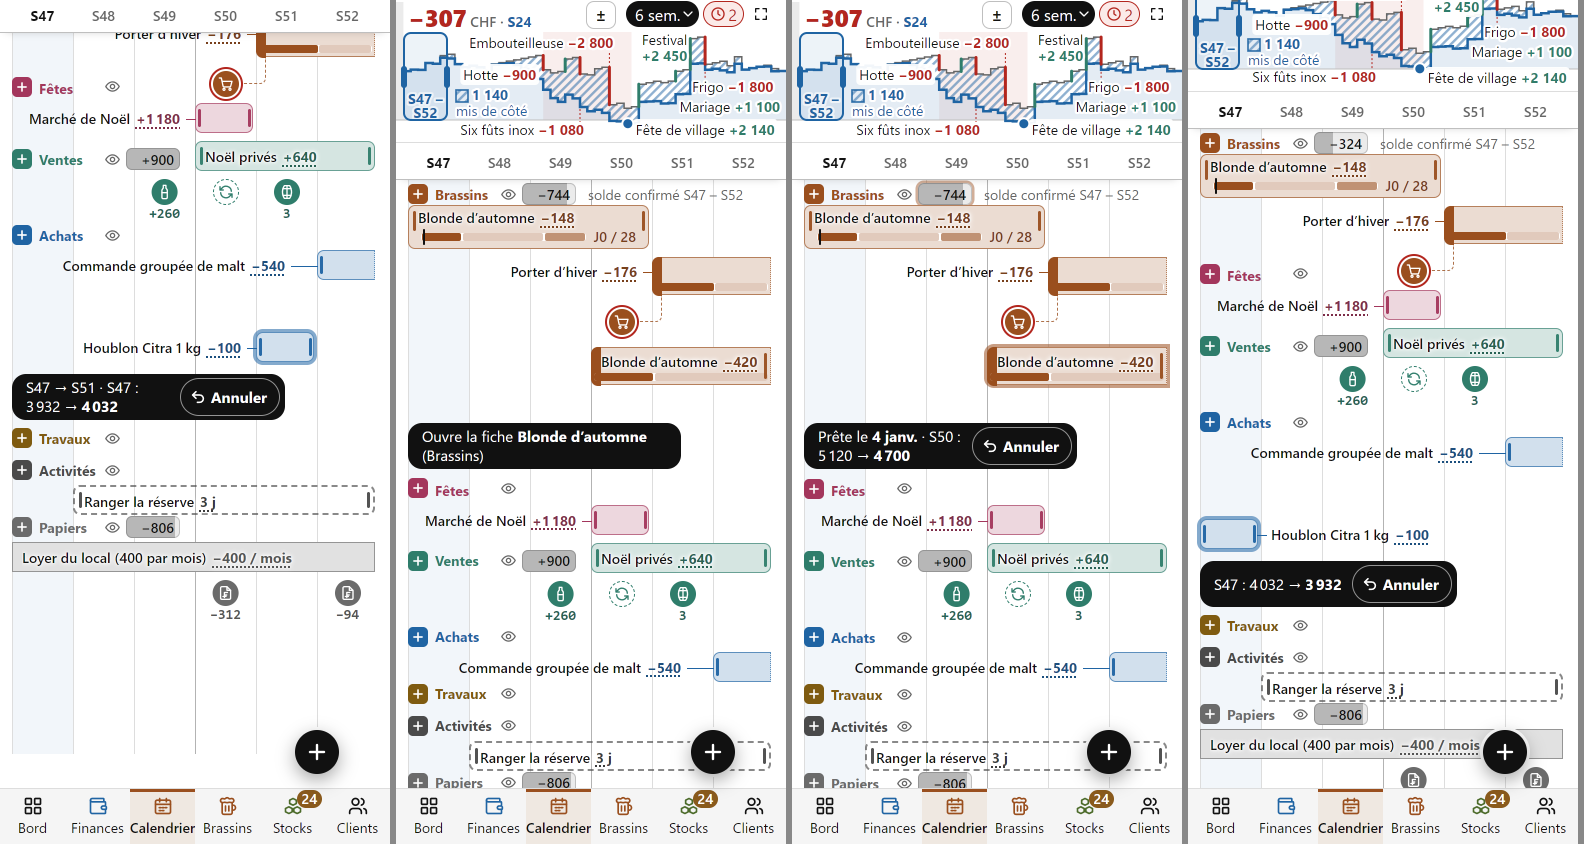 S47 S48 S49 S50 S51 S52
Porter d'hiver −176
Fêtes
Marché de Noël +1180
Ventes +900 Noël privés +640
+260 3
Achats
Commande groupée de malt −540
Houblon Citra 1 kg −100
S47 → S51 · S47 :
3 932 → 4 032
Annuler
Travaux
Activités
Ranger la réserve 3 j
Papiers −806
Loyer du local (400 par mois) −400 / mois
−312 −94
Bord Finances Calendrier Brassins Stocks 24 Clients
−307 CHF · S24 ± 6 sem. 2
Embouteilleuse −2 800 Festival
+2 450
Hotte −900
S47 –
S52
1 140
mis de côté
Frigo −1 800
Mariage +1 100
Six fûts inox −1 080 Fête de village +2 140
S47 S48 S49 S50 S51 S52
Brassins −744 solde confirmé S47 – S52
Blonde d'automne −148
J0 / 28
Porter d'hiver −176
Blonde d'automne −420
Ouvre la fiche Blonde d'automne
(Brassins)
Fêtes
Marché de Noël +1180
Ventes +900 Noël privés +640
+260 3
Achats
Commande groupée de malt −540
Travaux
Activités
Ranger la réserve 3 j
Papiers −806
Bord Finances Calendrier Brassins Stocks 24 Clients
−307 CHF · S24 ± 6 sem. 2
Embouteilleuse −2 800 Festival
+2 450
Hotte −900
S47 –
S52
1 140
mis de côté
Frigo −1 800
Mariage +1 100
Six fûts inox −1 080 Fête de village +2 140
S47 S48 S49 S50 S51 S52
Brassins −744 solde confirmé S47 – S52
Blonde d'automne −148
J0 / 28
Porter d'hiver −176
Blonde d'automne −420
Prête le 4 janv. · S50 :
5 120 → 4 700
Annuler
Fêtes
Marché de Noël +1180
Ventes +900 Noël privés +640
+260 3
Achats
Commande groupée de malt −540
Travaux
Activités
Ranger la réserve 3 j
Papiers −806
Bord Finances Calendrier Brassins Stocks 24 Clients
+2 450
Hotte −900
S47 –
S52
1 140
mis de côté
Frigo −1 800
Mariage +1 100
Six fûts inox −1 080 Fête de village +2 140
S47 S48 S49 S50 S51 S52
Brassins −324 solde confirmé S47 – S52
Blonde d'automne −148
J0 / 28
Porter d'hiver −176
Fêtes
Marché de Noël +1180
Ventes +900 Noël privés +640
+260 3
Achats
Commande groupée de malt −540
Houblon Citra 1 kg −100
S47 : 4 032 → 3 932 Annuler
Travaux
Activités
Ranger la réserve 3 j
Papiers −806
Loyer du local (400 par mois) −400 / mois
Bord Finances Calendrier Brassins Stocks 24 Clients